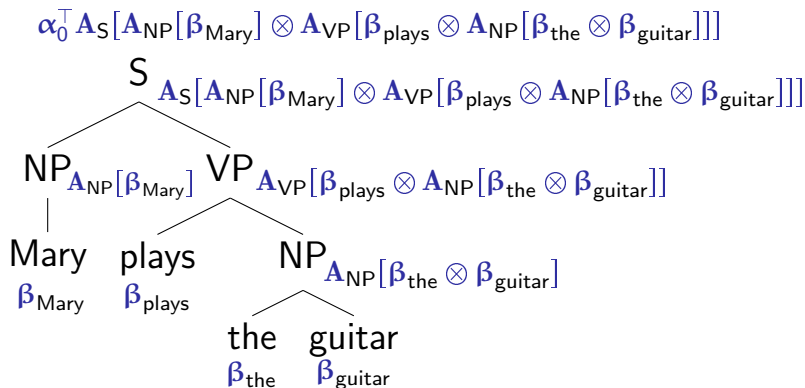 α₀⊤ A_S[A_NP[β_Mary] ⊗ A_VP[β_plays ⊗ A_NP[β_the ⊗ β_guitar]]]
S A_S[A_NP[β_Mary] ⊗ A_VP[β_plays ⊗ A_NP[β_the ⊗ β_guitar]]]
NP A_NP[β_Mary] VP A_VP[β_plays ⊗ A_NP[β_the ⊗ β_guitar]]
Mary plays NP A_NP[β_the ⊗ β_guitar]
β_Mary β_plays
the guitar
β_the β_guitar